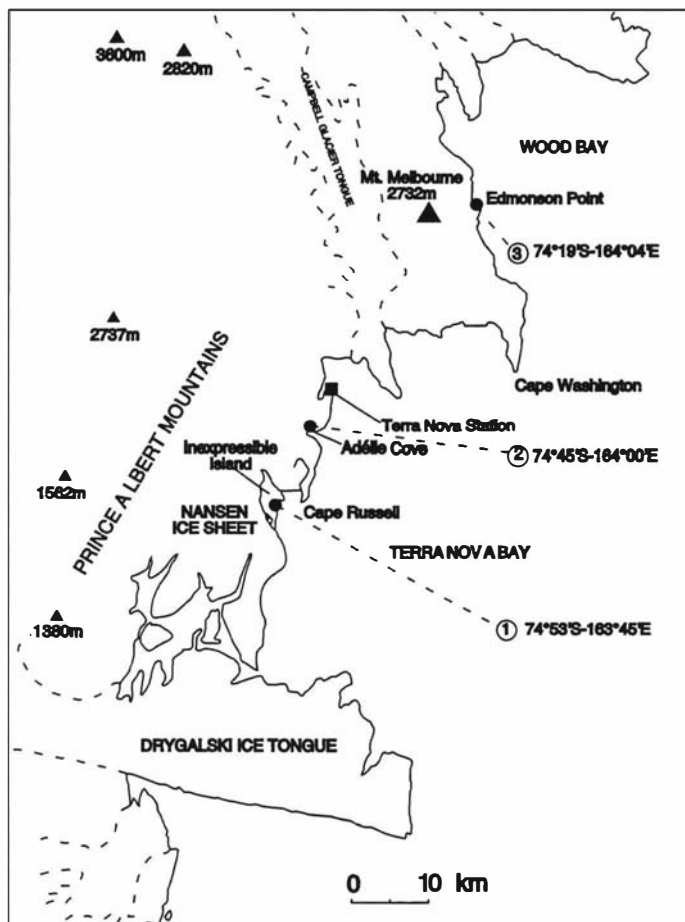 3600m
2820m
CAMPBELL GLACIER TONGUE
WOOD BAY
Mt. Melbourne
2732m
Edmonson Point
3 74°19'S-164°04'E
2737m
PRINCE ALBERT MOUNTAINS
Cape Washington
Terra Nova Station
Adélie Cove
2 74°45'S-164°00'E
Inexpressible
Island
1562m
NANSEN
ICE SHEET
Cape Russell
TERRA NOVA BAY
1380m
1 74°53'S-163°45'E
DRYGALSKI ICE TONGUE
0 10 km